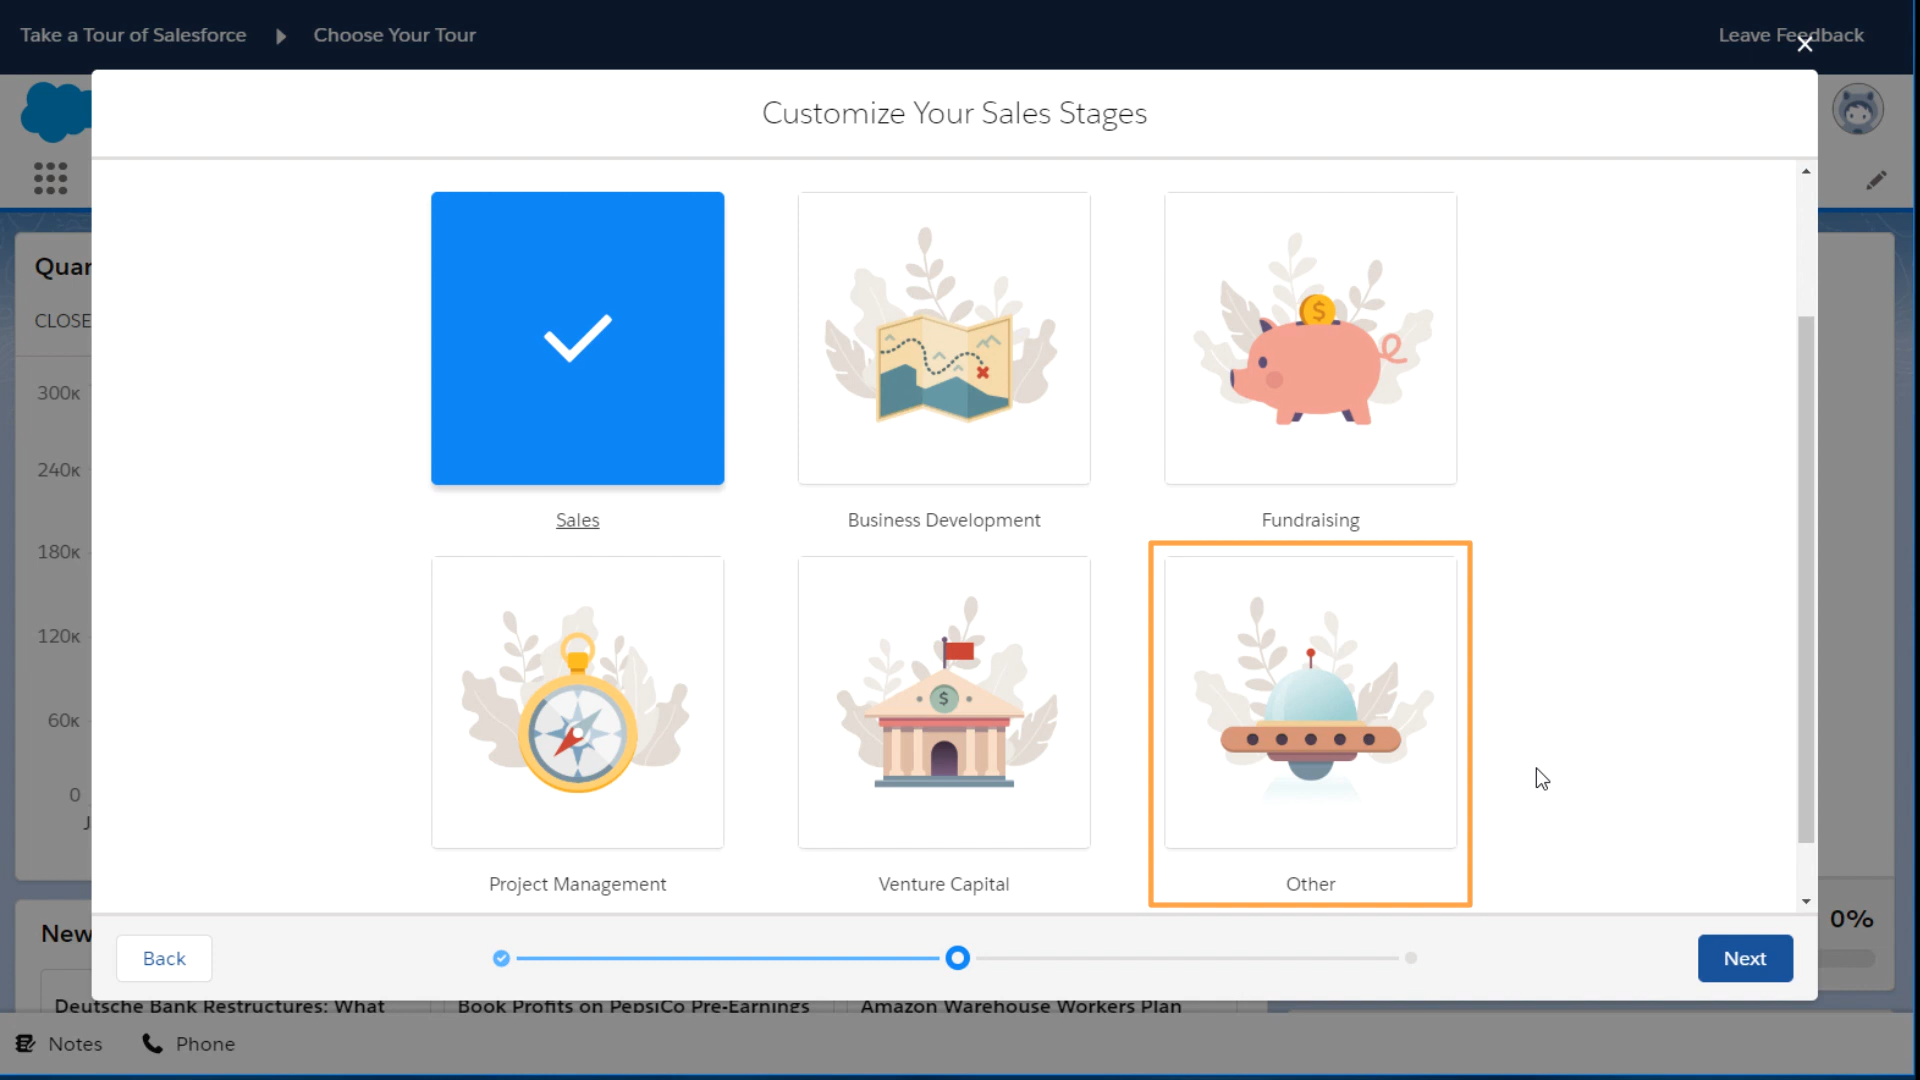 Take a Tour of Salesforce
Choose Your Tour
Leave Feedback
Customize Your Sales Stages
Quar
CLOSE
300K
240K
180K
120K
60K
0
J
$
$
Sales
Business Development
Fundraising
Project Management
Venture Capital
Other
New
0%
Back
Next
Deutsche Bank Restructures: What
Book Profits on PepsiCo Pre-Earnings
Amazon Warehouse Workers Plan
Notes
Phone